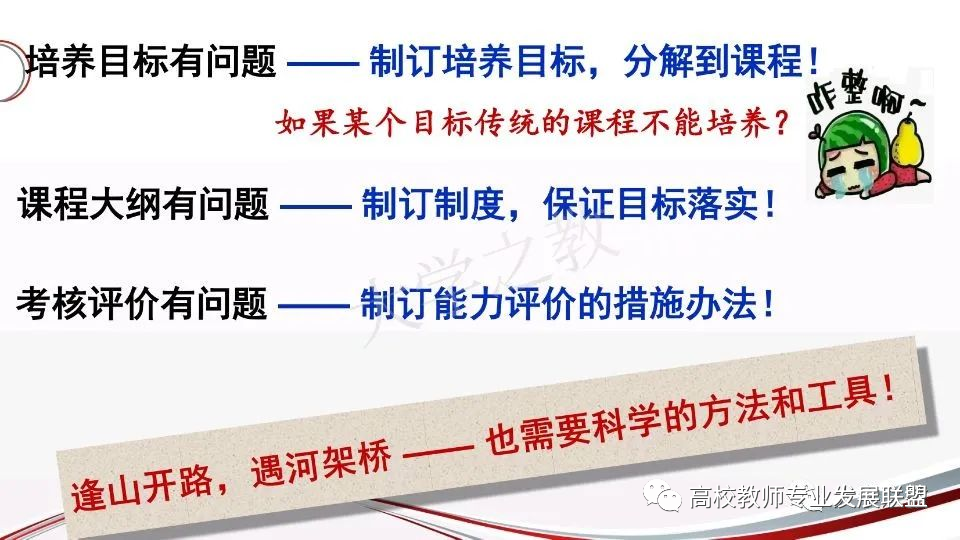 培养目标有问题 —— 制订培养目标，分解到课程！
咋整啊~
如果某个目标传统的课程不能培养？
课程大纲有问题 —— 制订制度，保证目标落实！
大学之教
考核评价有问题 —— 制订能力评价的措施办法！
逢山开路，遇河架桥 —— 也需要科学的方法和工具！
高校教师专业发展联盟